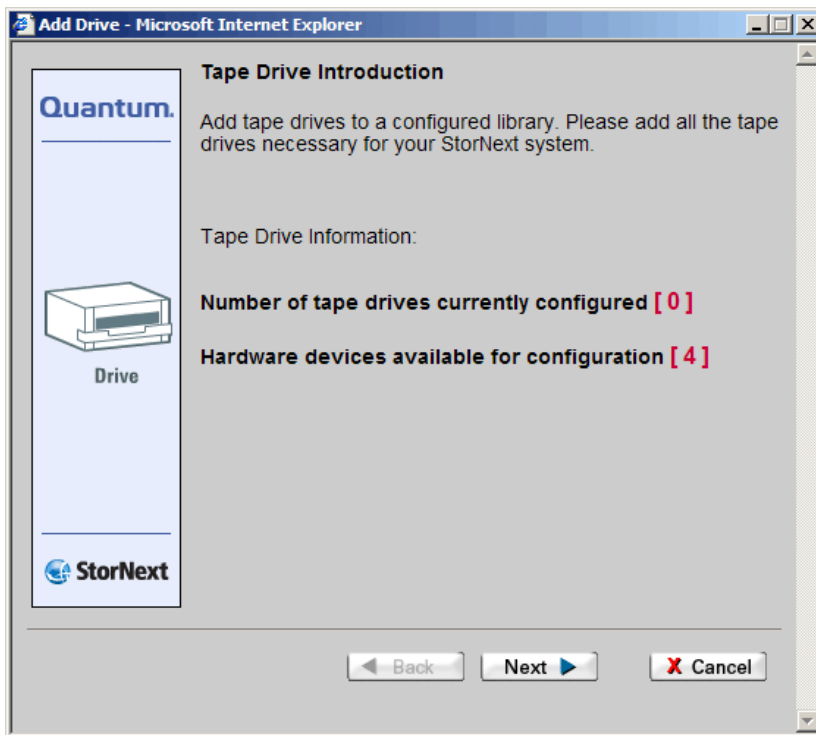 Add Drive - Microsoft Internet Explorer
Quantum.
Drive
StorNext
Tape Drive Introduction
Add tape drives to a configured library. Please add all the tape
drives necessary for your StorNext system.
Tape Drive Information:
Number of tape drives currently configured [ 0 ]
Hardware devices available for configuration [ 4 ]
Back
Next
X Cancel